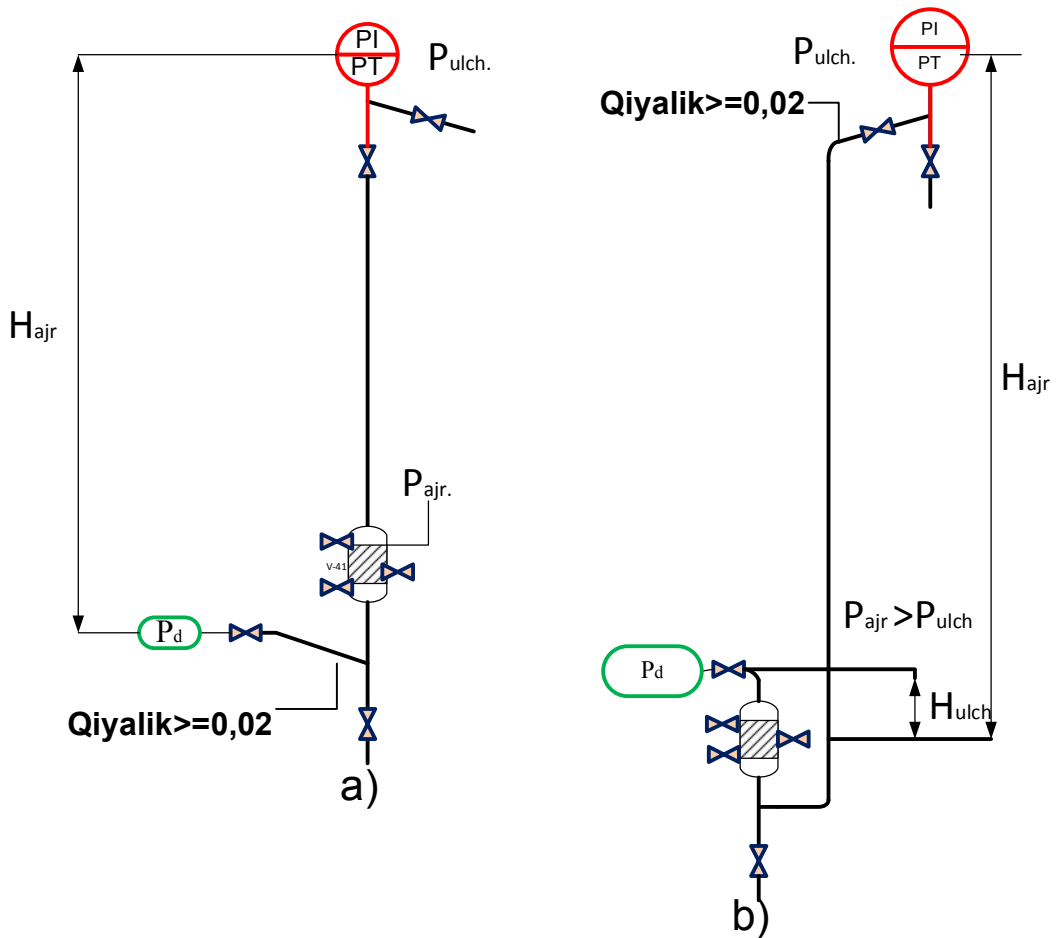 PI
PT
Pulch.
Hajr
Pajr.
V-41
Pd
Qiyalik>=0,02
a)
PI
PT
Pulch.
Qiyalik>=0,02
Hajr
Pajr >Pulch
Pd
Hulch
b)